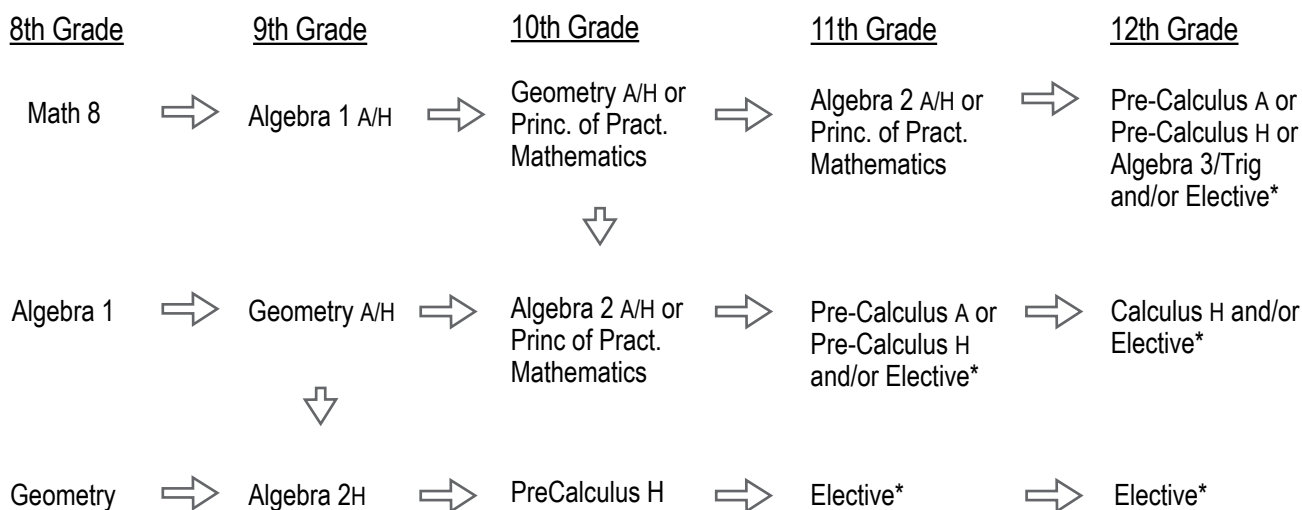 8th Grade
9th Grade
10th Grade
11th Grade
12th Grade
Math 8
Algebra 1 A/H
Geometry A/H or
Princ. of Pract.
Mathematics
Algebra 2 A/H or
Princ. of Pract.
Mathematics
Pre-Calculus A or
Pre-Calculus H or
Algebra 3/Trig
and/or Elective*
Algebra 1
Geometry A/H
Algebra 2 A/H or
Princ of Pract.
Mathematics
Pre-Calculus A or
Pre-Calculus H
and/or Elective*
Calculus H and/or
Elective*
Geometry
Algebra 2H
PreCalculus H
Elective*
Elective*